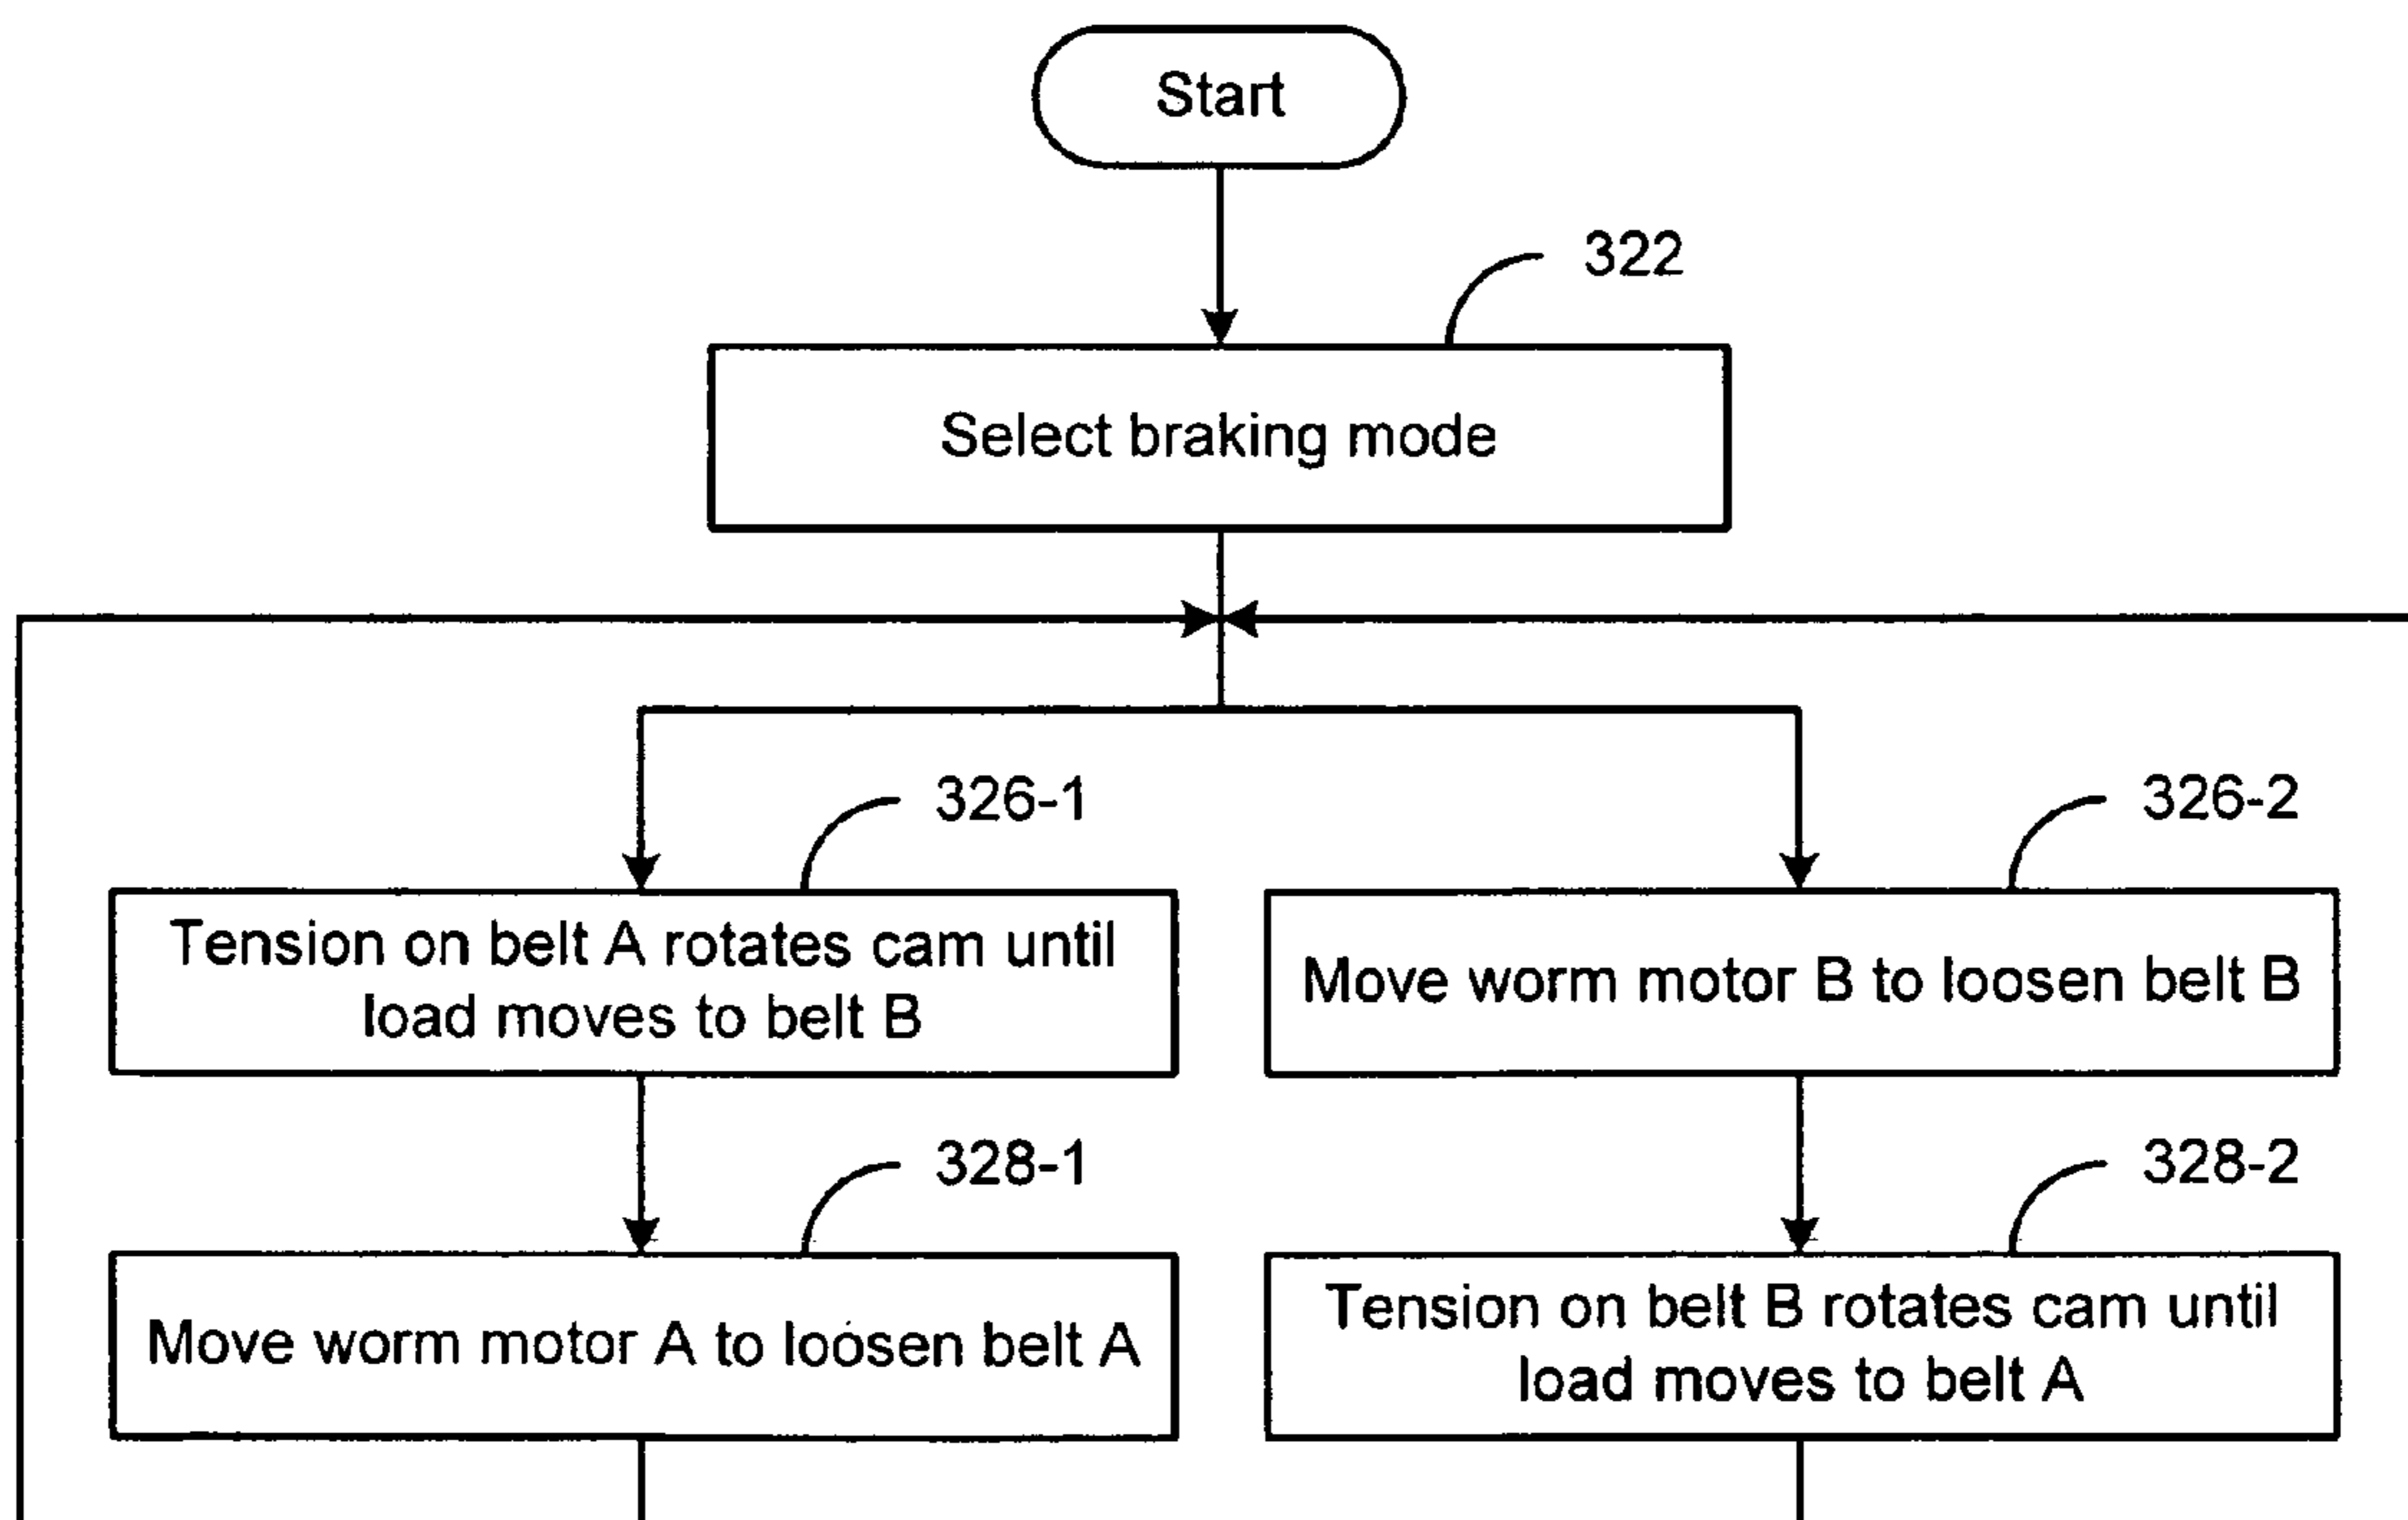 Start
322
Select braking mode
326-1
326-2
Tension on belt A rotates cam until
load moves to belt B
Move worm motor B to loosen belt B
328-1
328-2
Move worm motor A to loosen belt A
Tension on belt B rotates cam until
load moves to belt A